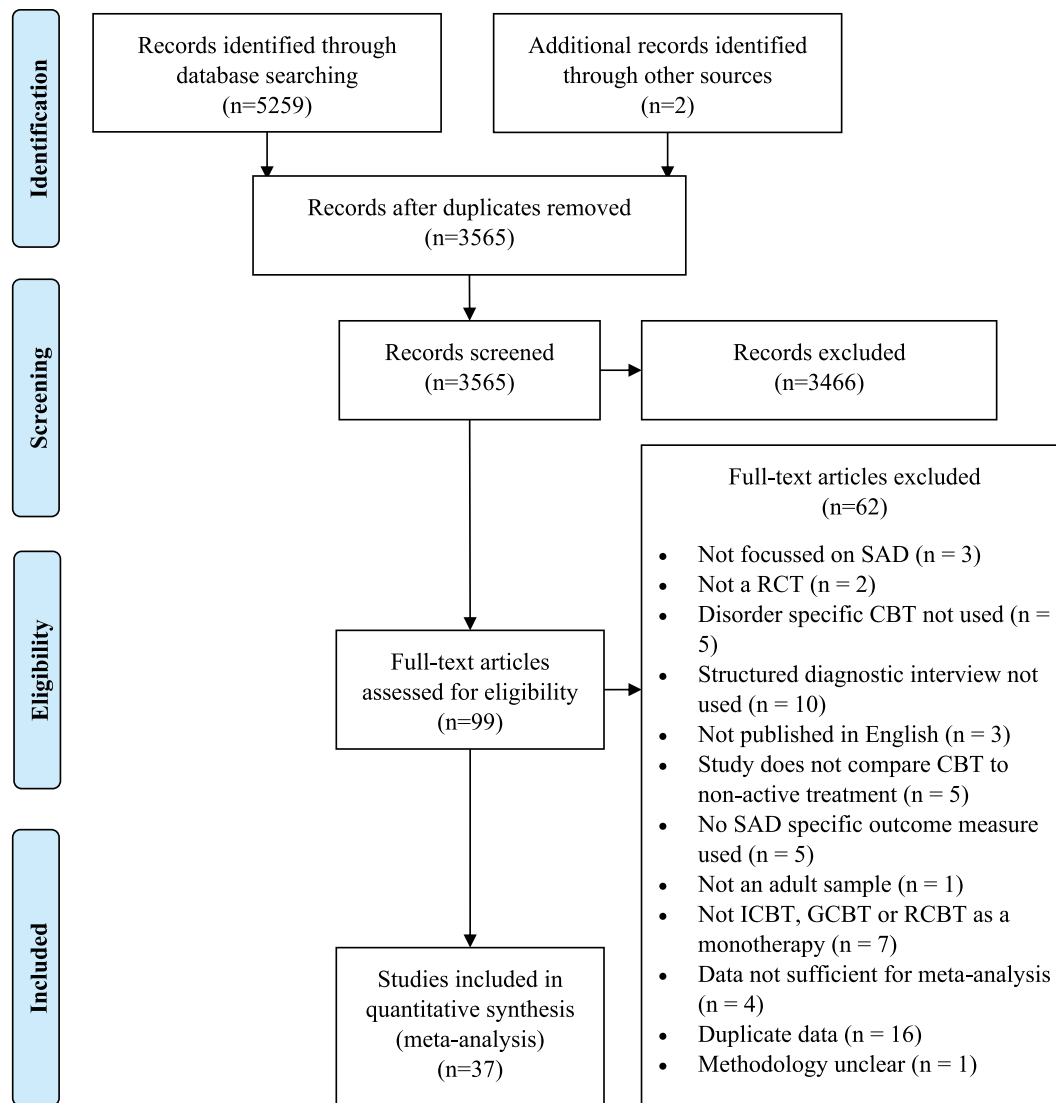 Identification
Records identified through
database searching
(n=5259)
Additional records identified
through other sources
(n=2)
Records after duplicates removed
(n=3565)
Screening
Records screened
(n=3565)
Records excluded
(n=3466)
Eligibility
Full-text articles
assessed for eligibility
(n=99)
Full-text articles excluded
(n=62)
• Not focussed on SAD (n = 3)
• Not a RCT (n = 2)
• Disorder specific CBT not used (n =
5)
• Structured diagnostic interview not
used (n = 10)
• Not published in English (n = 3)
• Study does not compare CBT to
non-active treatment (n = 5)
• No SAD specific outcome measure
used (n = 5)
• Not an adult sample (n = 1)
• Not ICBT, GCBT or RCBT as a
monotherapy (n = 7)
• Data not sufficient for meta-analysis
(n = 4)
• Duplicate data (n = 16)
• Methodology unclear (n = 1)
Included
Studies included in
quantitative synthesis
(meta-analysis)
(n=37)